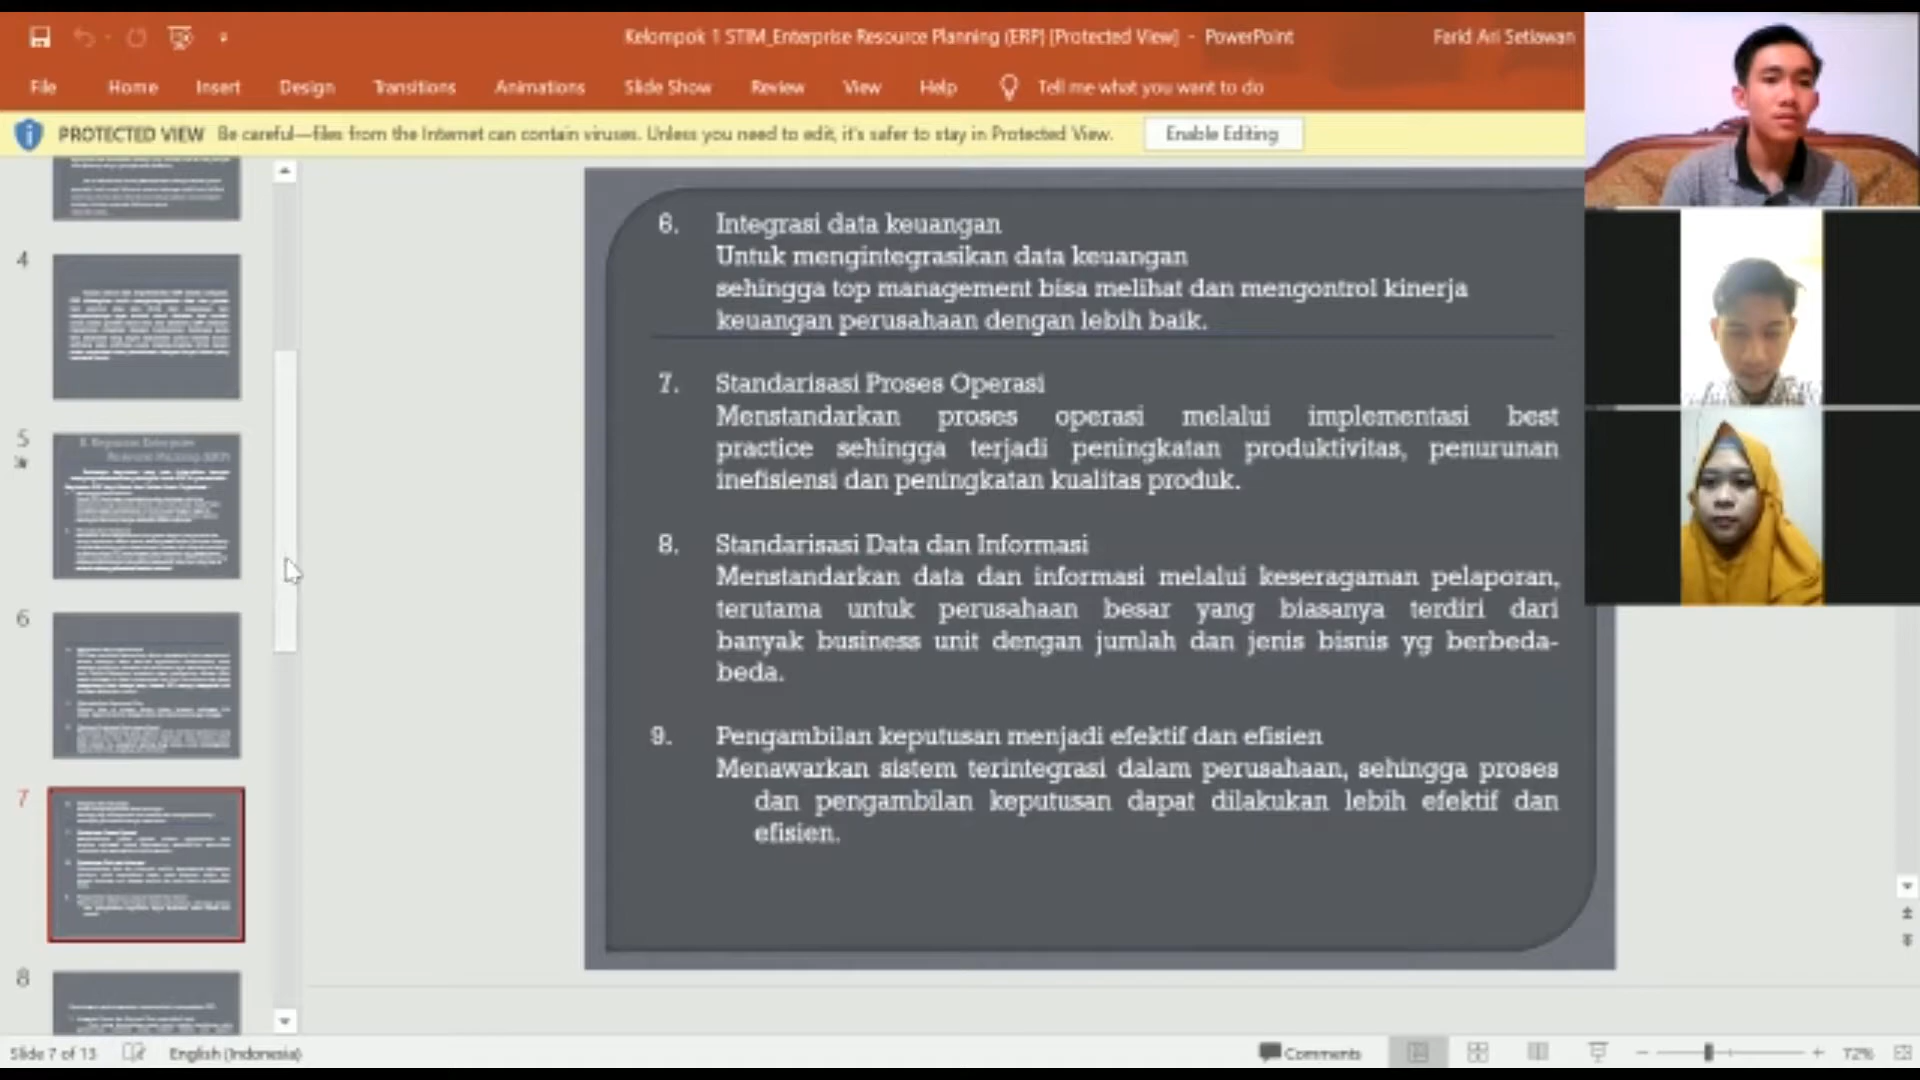 Kelompok 1 STIM_Enterprise Resource Planning (ERP) [Protected View] - PowerPoint
Farid Ari Setiawan
File Home Insert Design Transitions Animations Slide Show Review View Help Tell me what you want to do
PROTECTED VIEW Be careful—files from the Internet can contain viruses. Unless you need to edit, it's safer to stay in Protected View. Enable Editing
4
5
6
7
8
6. Integrasi data keuangan
Untuk mengintegrasikan data keuangan
sehingga top management bisa melihat dan mengontrol kinerja
keuangan perusahaan dengan lebih baik.
7. Standarisasi Proses Operasi
Menstandarkan proses operasi melalui implementasi best
practice sehingga terjadi peningkatan produktivitas, penurunan
inefisiensi dan peningkatan kualitas produk.
8. Standarisasi Data dan Informasi
Menstandarkan data dan informasi melalui keseragaman pelaporan,
terutama untuk perusahaan besar yang biasanya terdiri dari
banyak business unit dengan jumlah dan jenis bisnis yg berbeda-
beda.
9. Pengambilan keputusan menjadi efektif dan efisien
Menawarkan sistem terintegrasi dalam perusahaan, sehingga proses
dan pengambilan keputusan dapat dilakukan lebih efektif dan
efisien.
Slide 7 of 13 English (Indonesia) Comments 72%